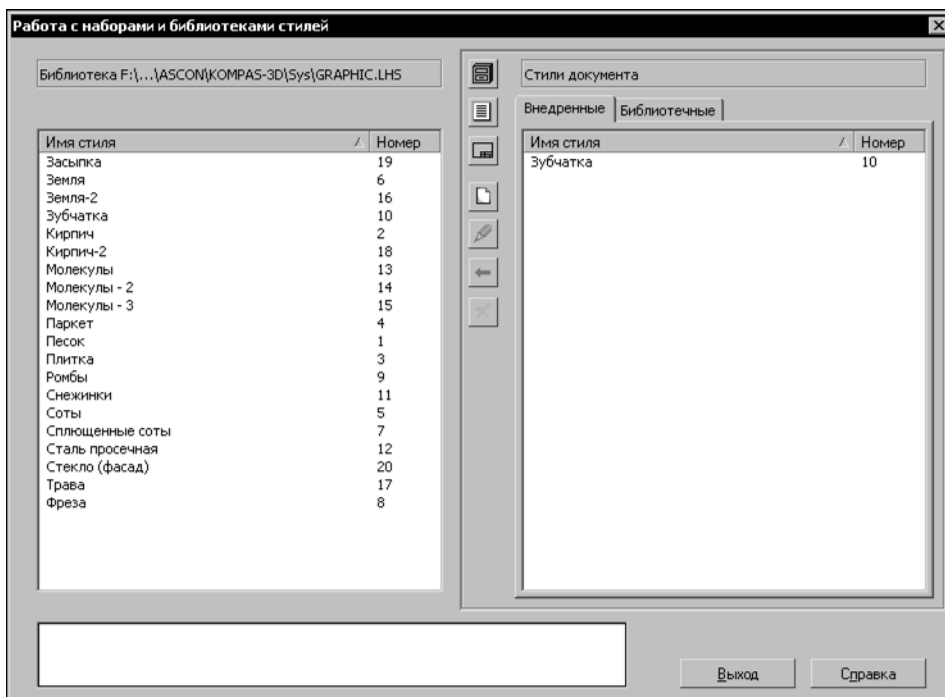 Работа с наборами и библиотеками стилей
Библиотека F:\...\ASCON\KOMPAS-3D\Sys\GRAPHIC.LHS
Имя стиля Номер
Засыпка 19
Земля 6
Земля-2 16
Зубчатка 10
Кирпич 2
Кирпич-2 18
Молекулы 13
Молекулы - 2 14
Молекулы - 3 15
Паркет 4
Песок 1
Плитка 3
Ромбы 9
Снежинки 11
Соты 5
Сплющенные соты 7
Сталь просечная 12
Стекло (фасад) 20
Трава 17
Фреза 8
Стили документа
Внедренные Библиотечные
Имя стиля Номер
Зубчатка 10
Выход Справка